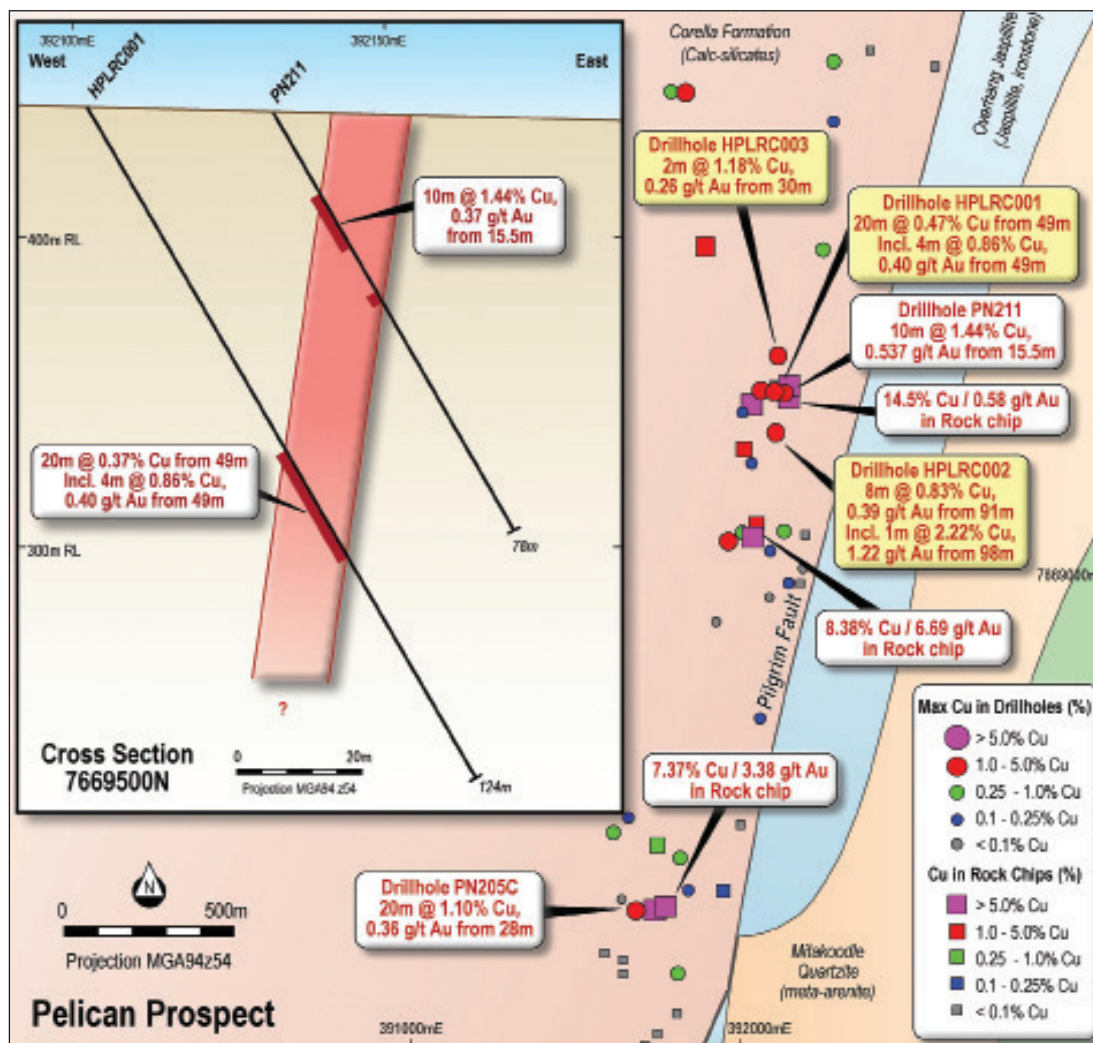 392100mE
392150mE
West
East
HPLRC001
PN211
10m @ 1.44% Cu,
0.37 g/t Au
from 15.5m
400m RL
20m @ 0.37% Cu from 49m
Incl. 4m @ 0.86% Cu,
0.40 g/t Au from 49m
300m RL
78m
?
Cross Section
7669500N
0
20m
Projection MGA94 z54
124m
Corella Formation
(Calc-silicates)
Overhang Jaspilite
(Jaspilite, ironstone)
Drillhole HPLRC003
2m @ 1.18% Cu,
0.26 g/t Au from 30m
Drillhole HPLRC001
20m @ 0.47% Cu from 49m
Incl. 4m @ 0.86% Cu,
0.40 g/t Au from 49m
Drillhole PN211
10m @ 1.44% Cu,
0.537 g/t Au from 15.5m
14.5% Cu / 0.58 g/t Au
in Rock chip
Drillhole HPLRC002
8m @ 0.83% Cu,
0.39 g/t Au from 91m
Incl. 1m @ 2.22% Cu,
1.22 g/t Au from 98m
7669000m
Pilgrim Fault
8.38% Cu / 6.69 g/t Au
in Rock chip
7.37% Cu / 3.38 g/t Au
in Rock chip
Drillhole PN205C
20m @ 1.10% Cu,
0.36 g/t Au from 28m
Mitakoodle
Quartzite
(meta-arenite)
Max Cu in Drillholes (%)
> 5.0% Cu
1.0 - 5.0% Cu
0.25 - 1.0% Cu
0.1 - 0.25% Cu
< 0.1% Cu
Cu in Rock Chips (%)
> 5.0% Cu
1.0 - 5.0% Cu
0.25 - 1.0% Cu
0.1 - 0.25% Cu
< 0.1% Cu
N
0
500m
Projection MGA94z54
Pelican Prospect
391000mE
392000mE